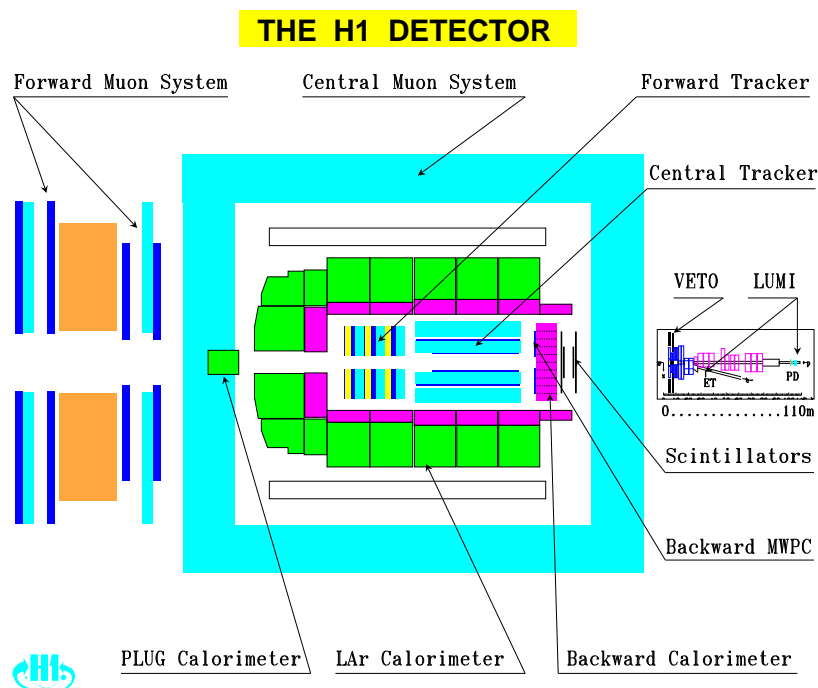 THE H1 DETECTOR
Forward Muon System
Central Muon System
Forward Tracker
Central Tracker
VETO
LUMI
ET
PD
0..............110m
Scintillators
Backward MWPC
PLUG Calorimeter
LAr Calorimeter
Backward Calorimeter
H1